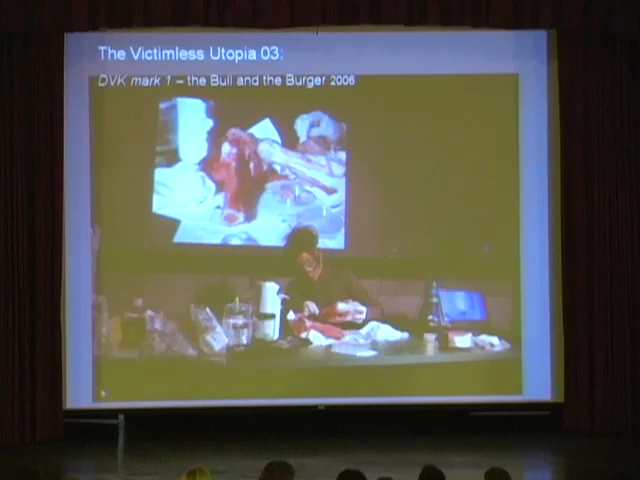 The Victimless Utopia 03:
DVK mark 1 – the Bull and the Burger 2006